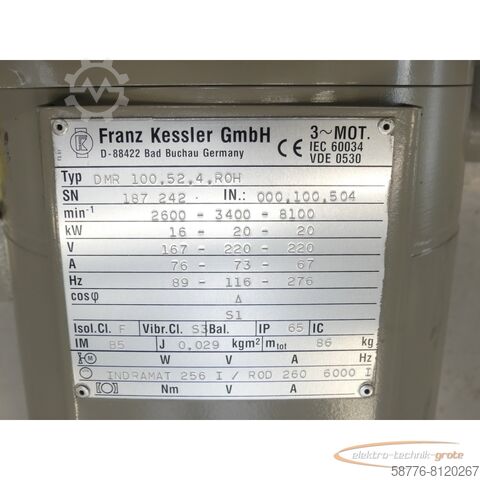 Franz Kessler GmbH
D-88422 Bad Buchau Germany
CE
3~MOT.
IEC 60034
VDE 0530
Typ DMR 100.52.4.ROH
SN 187 242. IN.: 000.100.504
min-1 2600 - 3400 - 8100
kW 16 - 20 - 20
V 167 - 220 - 220
A 76 - 73 - 67
Hz 89 - 116 - 276
cosφ Δ
S1
Isol.Cl. F Vibr.Cl. S3 Bal. IP 65 IC
IM B5 J 0,029 kgm² mtot 86 kg
M W V A Hz
INDRAMAT 256 I / ROD 260 6000 I
Nm V A
elektro-technik-grote
58776-8120267